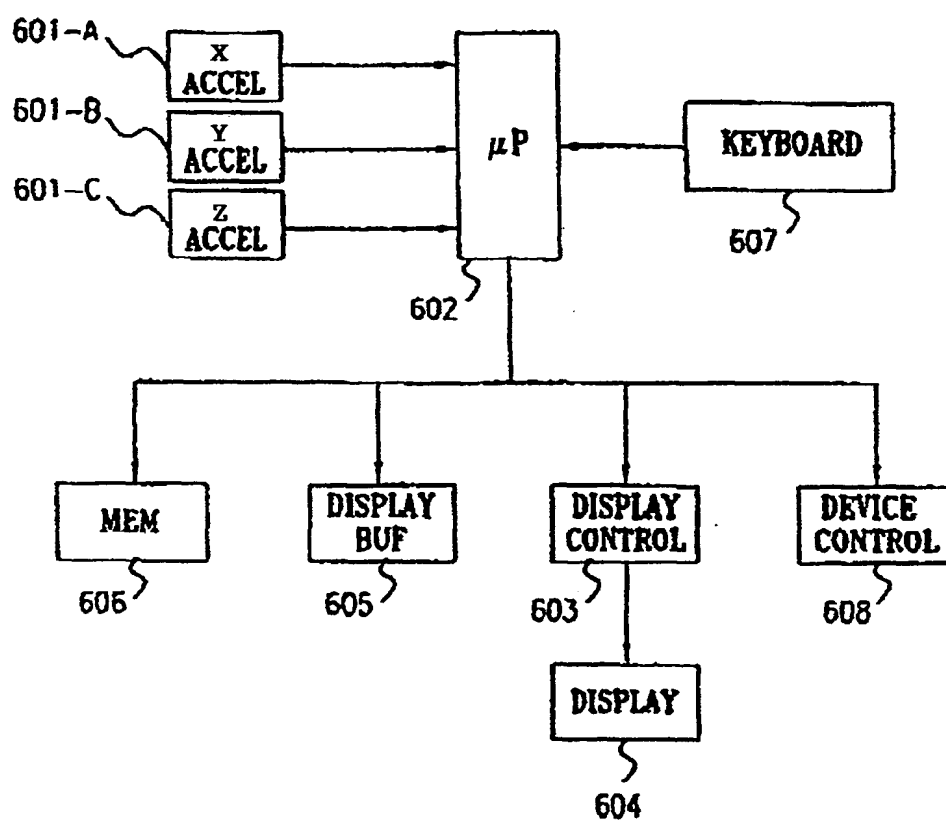 601-A
X
ACCEL
601-B
Y
ACCEL
601-C
Z
ACCEL
μP
602
KEYBOARD
607
MEM
606
DISPLAY
BUF
605
DISPLAY
CONTROL
603
DEVICE
CONTROL
608
DISPLAY
604